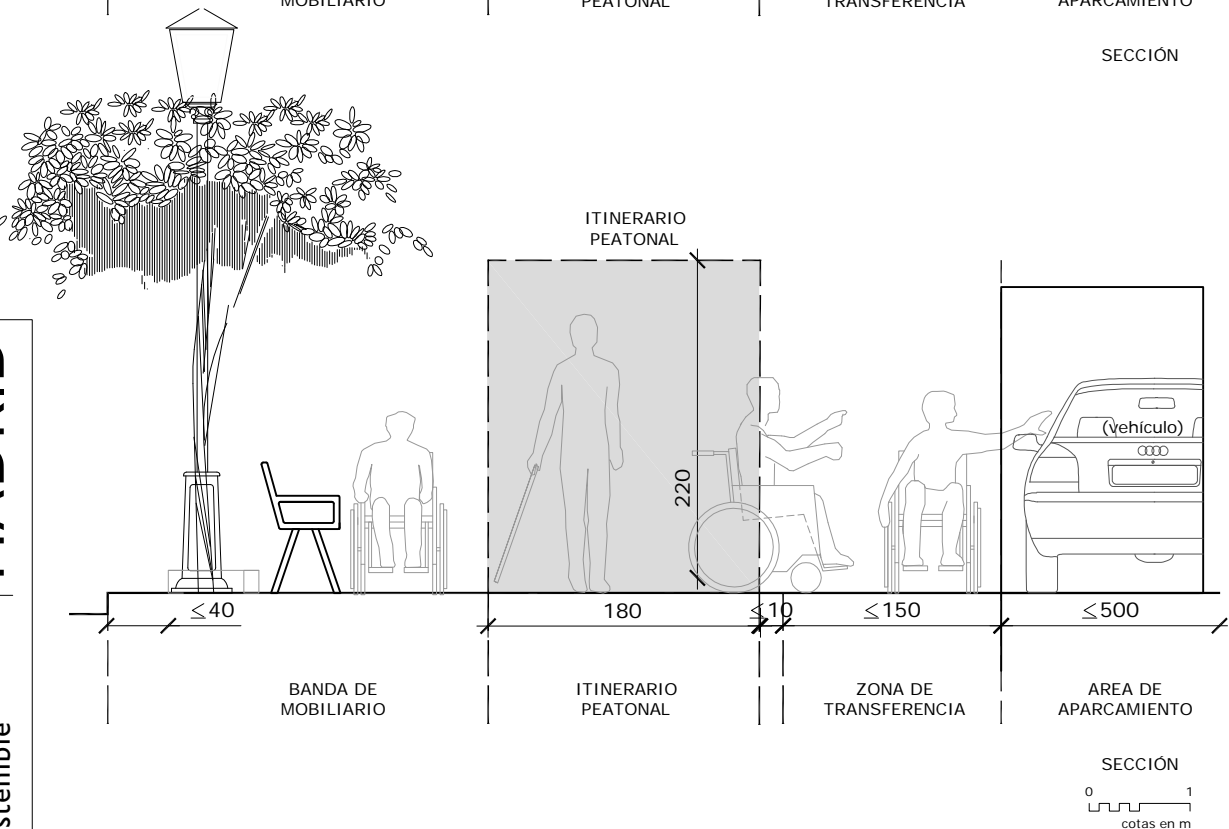 MOBILIARIO
PEATONAL
TRANSFERENCIA
APARCAMIENTO
SECCIÓN
ITINERARIO
PEATONAL
(vehículo)
220
≤40
180
≤10
≤150
≤500
BANDA DE
MOBILIARIO
ITINERARIO
PEATONAL
ZONA DE
TRANSFERENCIA
AREA DE
APARCAMIENTO
SECCIÓN
0 1
cotas en m